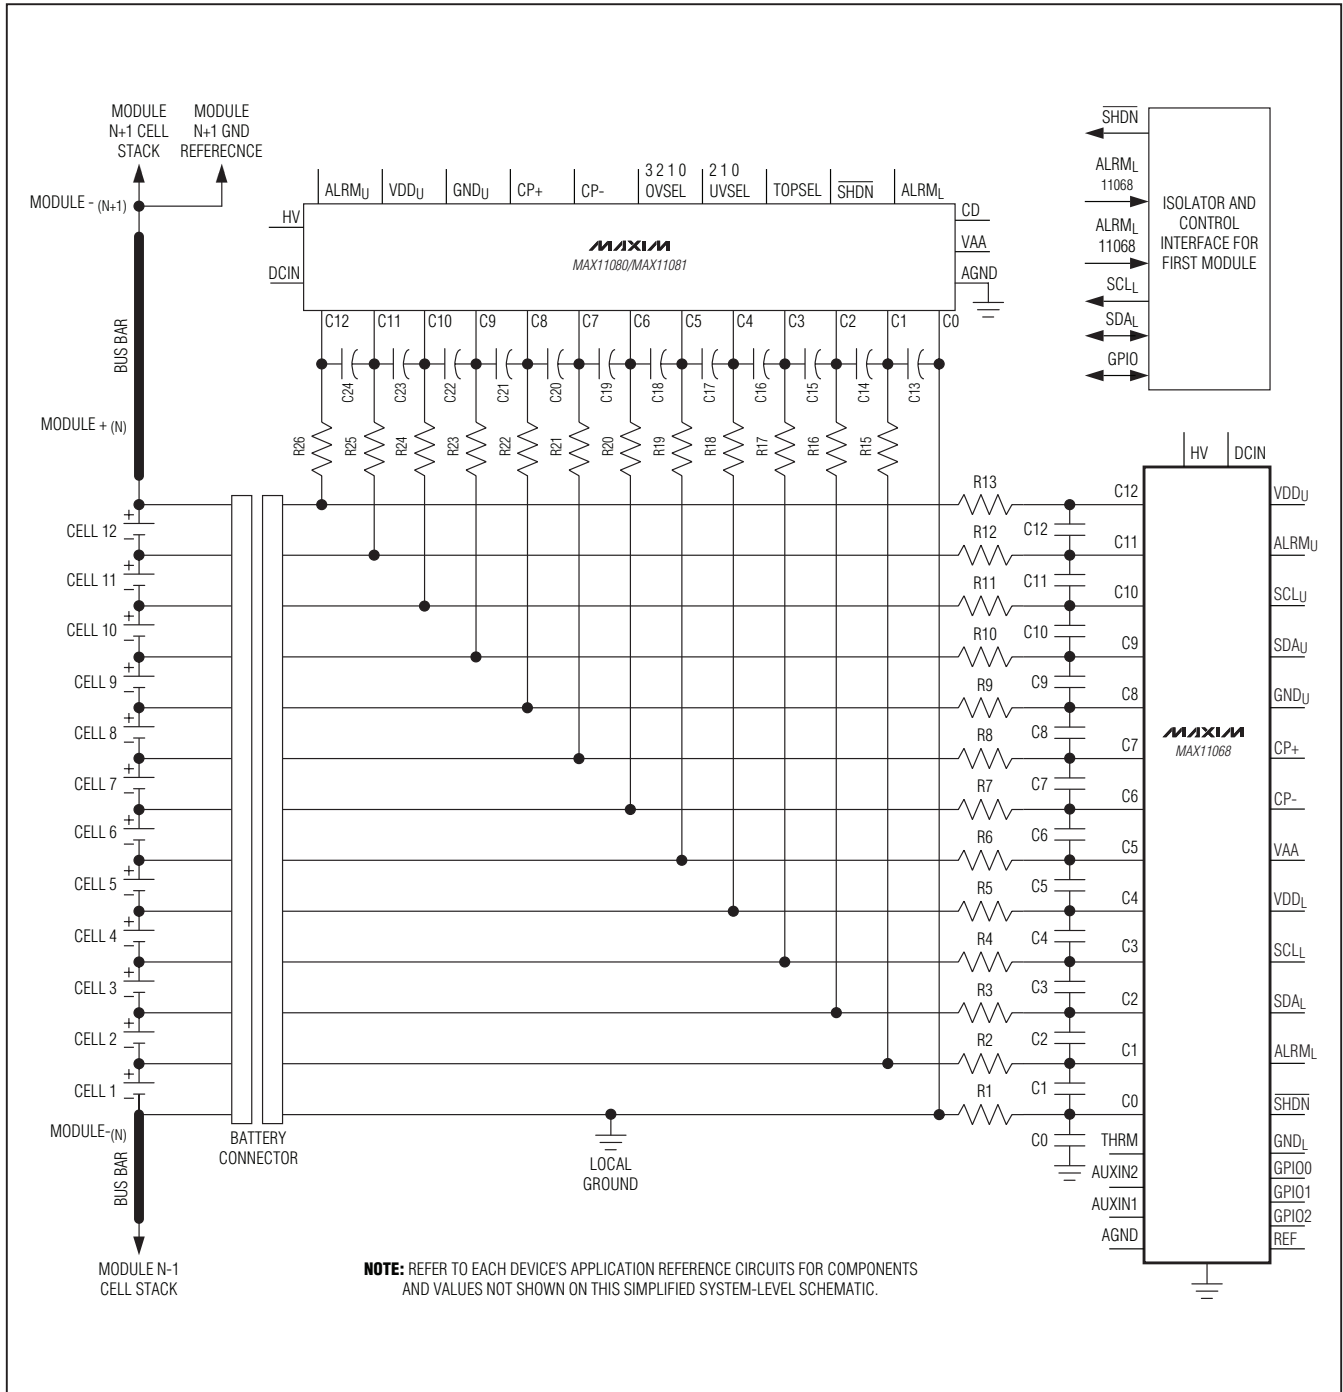 MODULE
N+1 CELL
STACK
MODULE
N+1 GND
REFERECNCE
MODULE - (N+1)
BUS BAR
MODULE + (N)
HV
DCIN
ALRMU
VDDU
GNDU
CP+
CP-
3 2 1 0
OVSEL
2 1 0
UVSEL
TOPSEL
SHDN
ALRML
MAXIM
MAX11080/MAX11081
CD
VAA
AGND
C12
C11
C10
C9
C8
C7
C6
C5
C4
C3
C2
C1
C0
C24
C23
C22
C21
C20
C19
C18
C17
C16
C15
C14
C13
R26
R25
R24
R23
R22
R21
R20
R19
R18
R17
R16
R15
SHDN
ALRML
11068
ALRML
11068
SCLL
SDAL
GPIO
ISOLATOR AND
CONTROL
INTERFACE FOR
FIRST MODULE
+
CELL 12
−
+
CELL 11
−
+
CELL 10
−
+
CELL 9
−
+
CELL 8
−
+
CELL 7
−
+
CELL 6
−
+
CELL 5
−
+
CELL 4
−
+
CELL 3
−
+
CELL 2
−
+
CELL 1
−
MODULE-(N)
BUS BAR
MODULE N-1
CELL STACK
BATTERY
CONNECTOR
LOCAL
GROUND
R13
R12
R11
R10
R9
R8
R7
R6
R5
R4
R3
R2
R1
C12
C11
C10
C9
C8
C7
C6
C5
C4
C3
C2
C1
C0
HV
DCIN
C12
C11
C10
C9
C8
C7
C6
C5
C4
C3
C2
C1
C0
THRM
AUXIN2
AUXIN1
AGND
MAXIM
MAX11068
VDDU
ALRMU
SCLU
SDAU
GNDU
CP+
CP-
VAA
VDDL
SCLL
SDAL
ALRML
SHDN
GNDL
GPIO0
GPIO1
GPIO2
REF
NOTE: REFER TO EACH DEVICE'S APPLICATION REFERENCE CIRCUITS FOR COMPONENTS
AND VALUES NOT SHOWN ON THIS SIMPLIFIED SYSTEM-LEVEL SCHEMATIC.